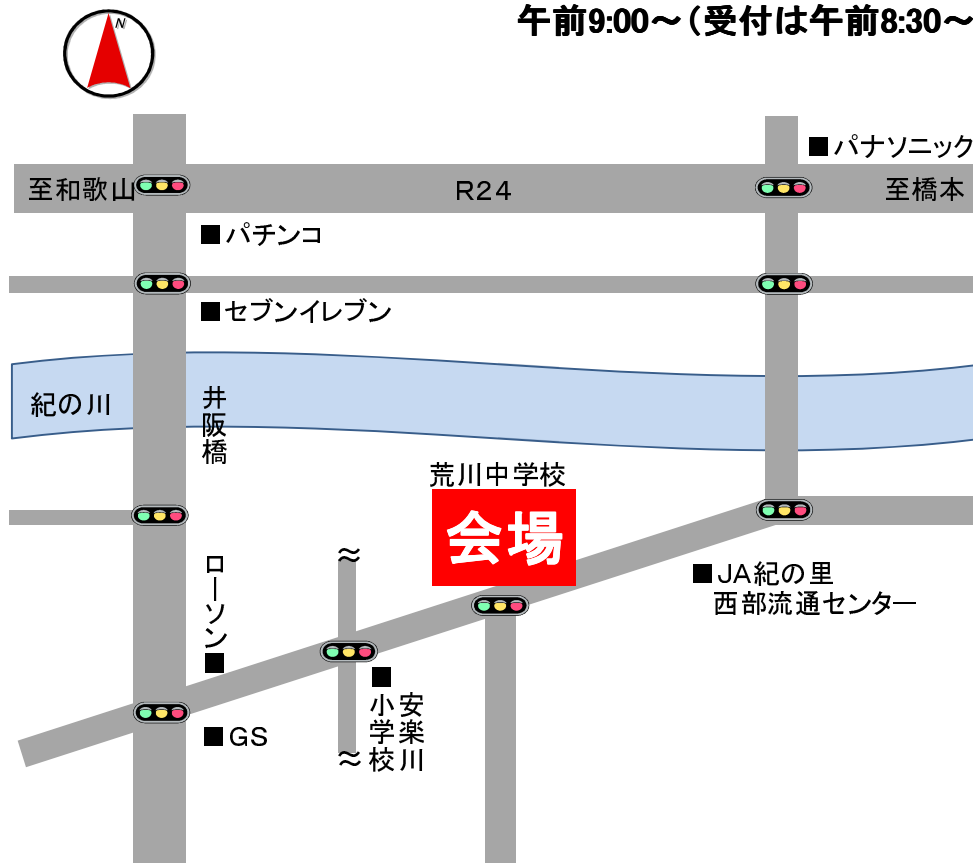 午前9:00～（受付は午前8:30～
N
■パナソニック
至和歌山
R24
至橋本
■パチンコ
■セブンイレブン
紀の川
井阪橋
荒川中学校
会場
ローソン■
■JA紀の里
西部流通センター
■安楽川
小学校
■GS